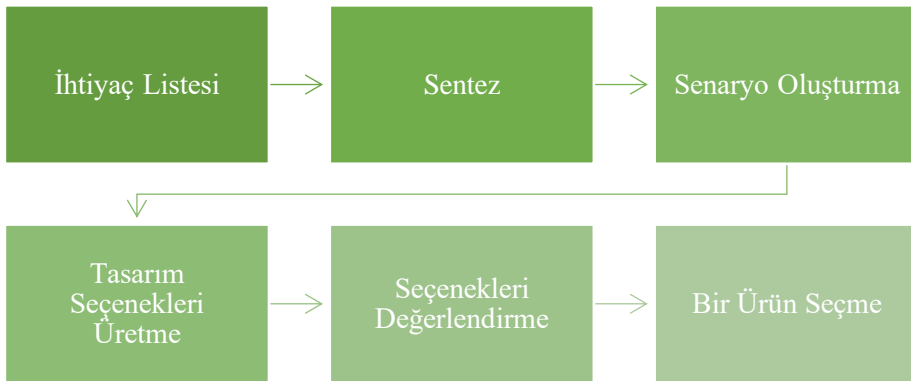 İhtiyaç Listesi
Sentez
Senaryo Oluşturma
Tasarım
Seçenekleri
Üretme
Seçenekleri
Değerlendirme
Bir Ürün Seçme